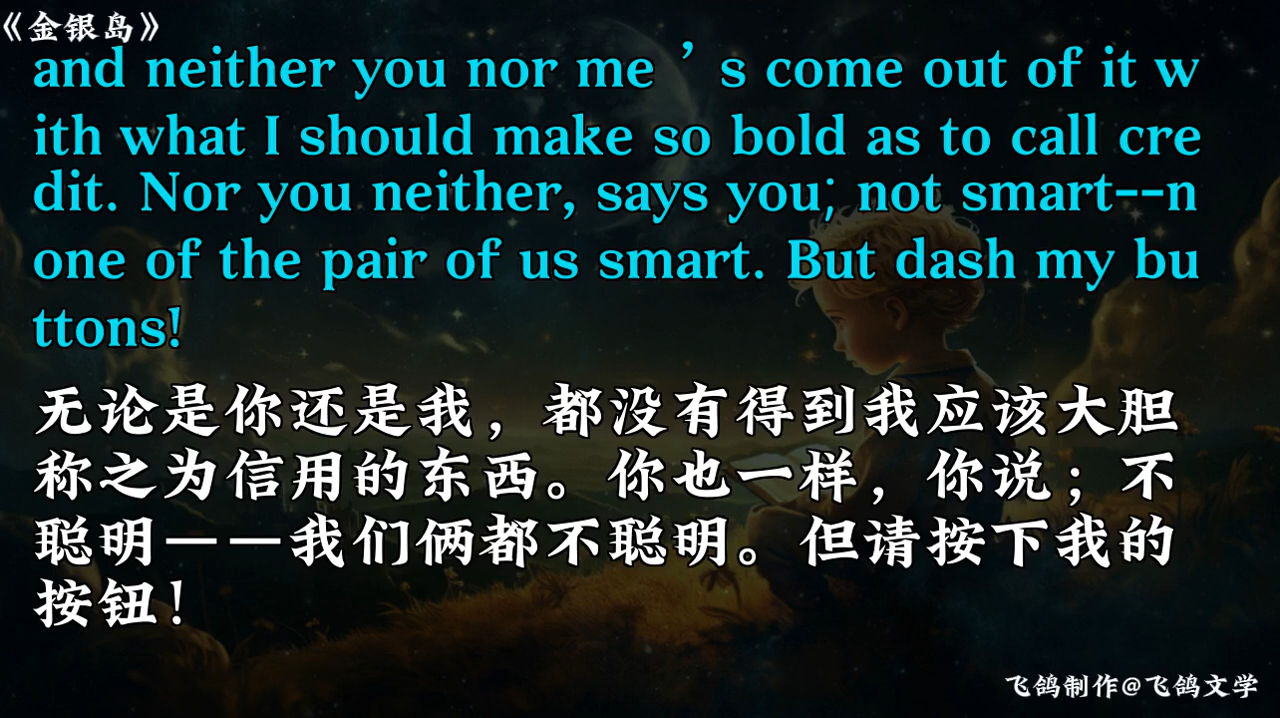 《金银岛》
and neither you nor me ’ s come out of it w
ith what I should make so bold as to call cre
dit. Nor you neither, says you; not smart--n
one of the pair of us smart. But dash my bu
ttons!
无论是你还是我，都没有得到我应该大胆
称之为信用的东西。你也一样，你说；不
聪明——我们俩都不聪明。但请按下我的
按钮！
飞鸽制作@飞鸽文学